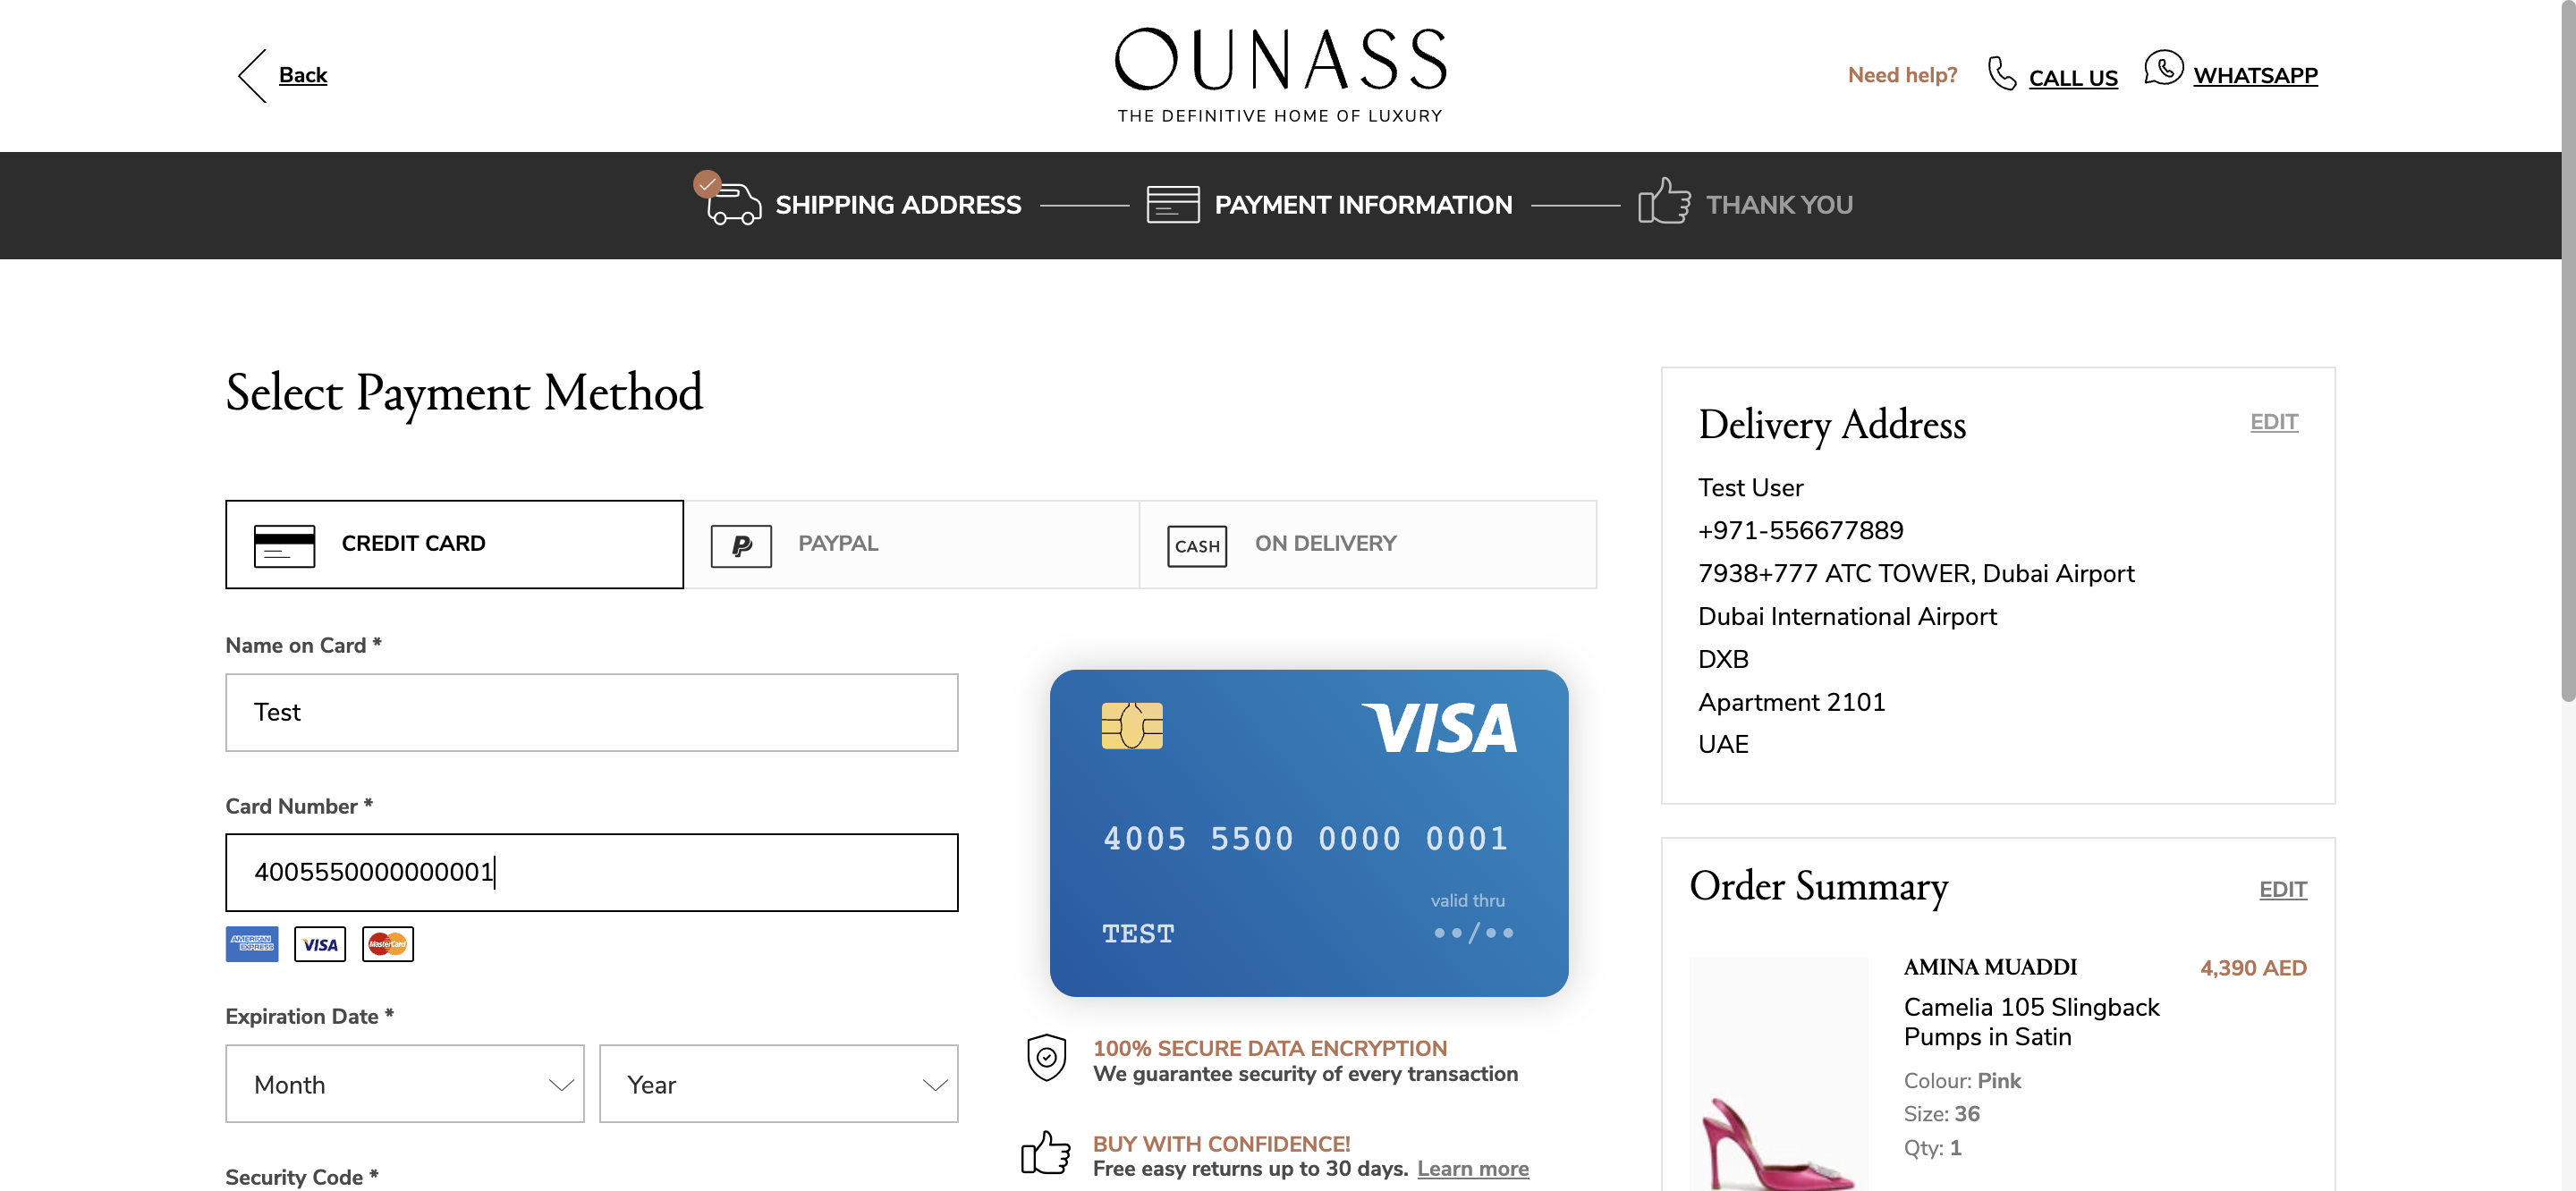 Back
OUNASS
THE DEFINITIVE HOME OF LUXURY
Need help?
CALL US
WHATSAPP
SHIPPING ADDRESS
PAYMENT INFORMATION
THANK YOU
Select Payment Method
CREDIT CARD
PAYPAL
CASH
ON DELIVERY
Name on Card *
Test
Card Number *
4005550000000001
AMERICAN EXPRESS
VISA
MasterCard
Expiration Date *
Month
Year
Security Code *
VISA
4005 5500 0000 0001
valid thru
TEST
••/••
100% SECURE DATA ENCRYPTION
We guarantee security of every transaction
BUY WITH CONFIDENCE!
Free easy returns up to 30 days. Learn more
Delivery Address
EDIT
Test User
+971-556677889
7938+777 ATC TOWER, Dubai Airport
Dubai International Airport
DXB
Apartment 2101
UAE
Order Summary
EDIT
AMINA MUADDI
4,390 AED
Camelia 105 Slingback
Pumps in Satin
Colour: Pink
Size: 36
Qty: 1